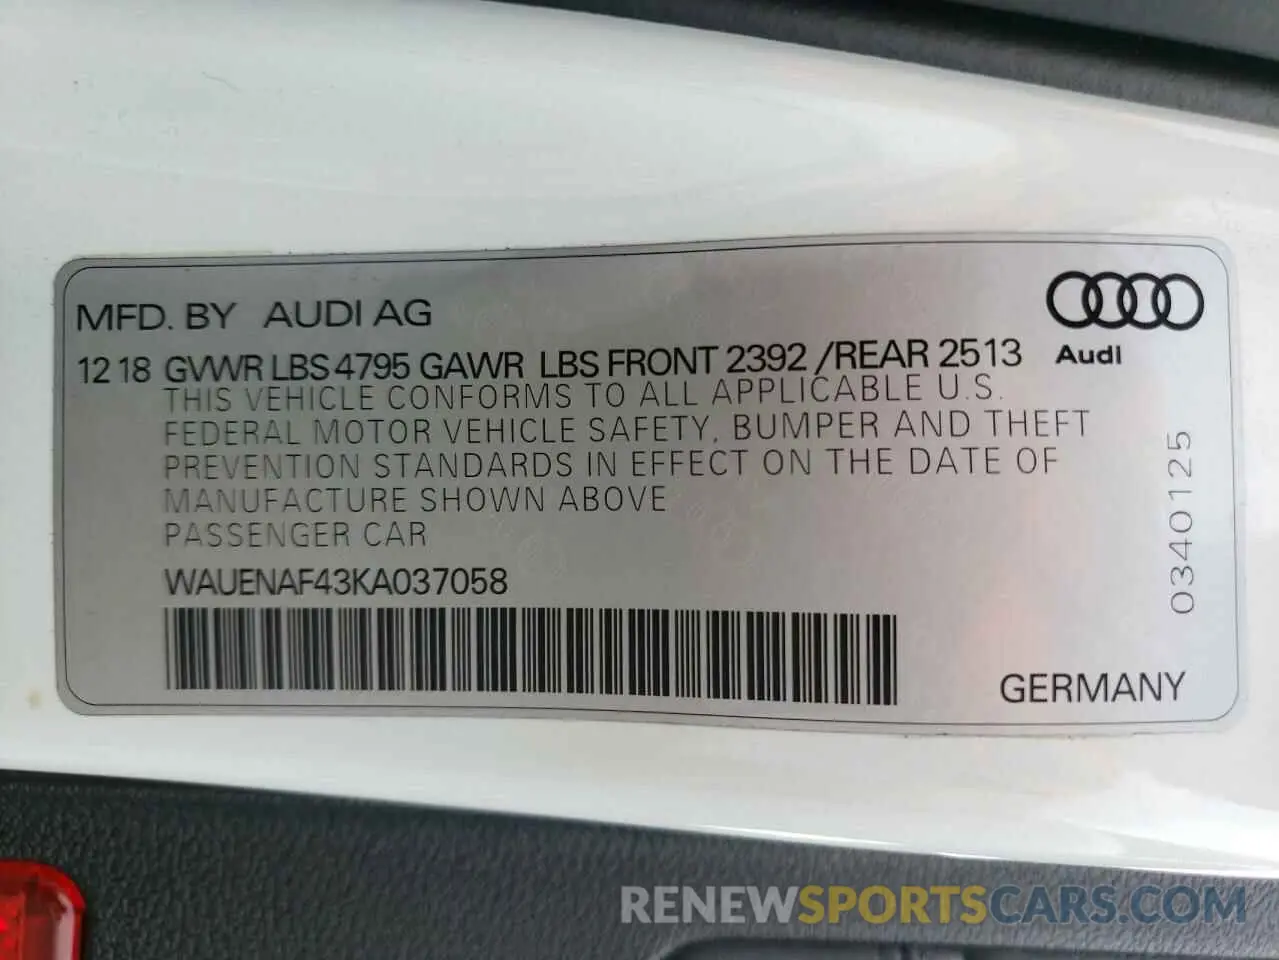 MFD. BY AUDI AG
Audi
12 18 GVWR LBS 4795 GAWR LBS FRONT 2392 /REAR 2513
THIS VEHICLE CONFORMS TO ALL APPLICABLE U.S.
FEDERAL MOTOR VEHICLE SAFETY, BUMPER AND THEFT
PREVENTION STANDARDS IN EFFECT ON THE DATE OF
MANUFACTURE SHOWN ABOVE
PASSENGER CAR
WAUENAF43KA037058
0340125
GERMANY
RENEWSPORTSCARS.COM